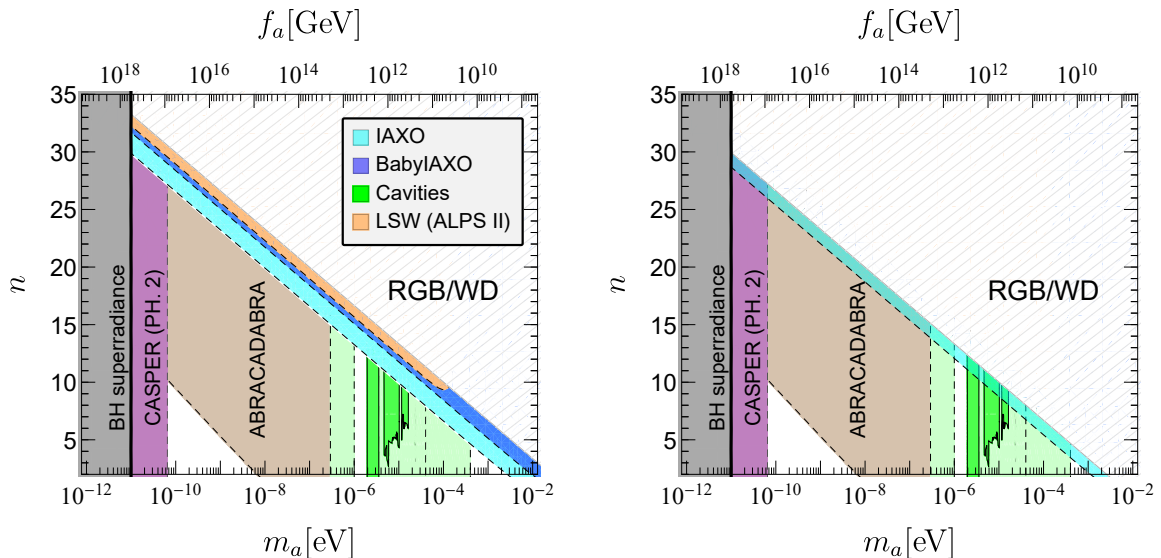 f_a[GeV]
10^18 10^16 10^14 10^12 10^10
35
30
25
20
15
10
5
n
IAXO
BabyIAXO
Cavities
LSW (ALPS II)
RGB/WD
BH superradiance
CASPER (PH. 2)
ABRACADABRA
10^-12 10^-10 10^-8 10^-6 10^-4 10^-2
m_a[eV]
f_a[GeV]
10^18 10^16 10^14 10^12 10^10
35
30
25
20
15
10
5
n
RGB/WD
BH superradiance
CASPER (PH. 2)
ABRACADABRA
10^-12 10^-10 10^-8 10^-6 10^-4 10^-2
m_a[eV]